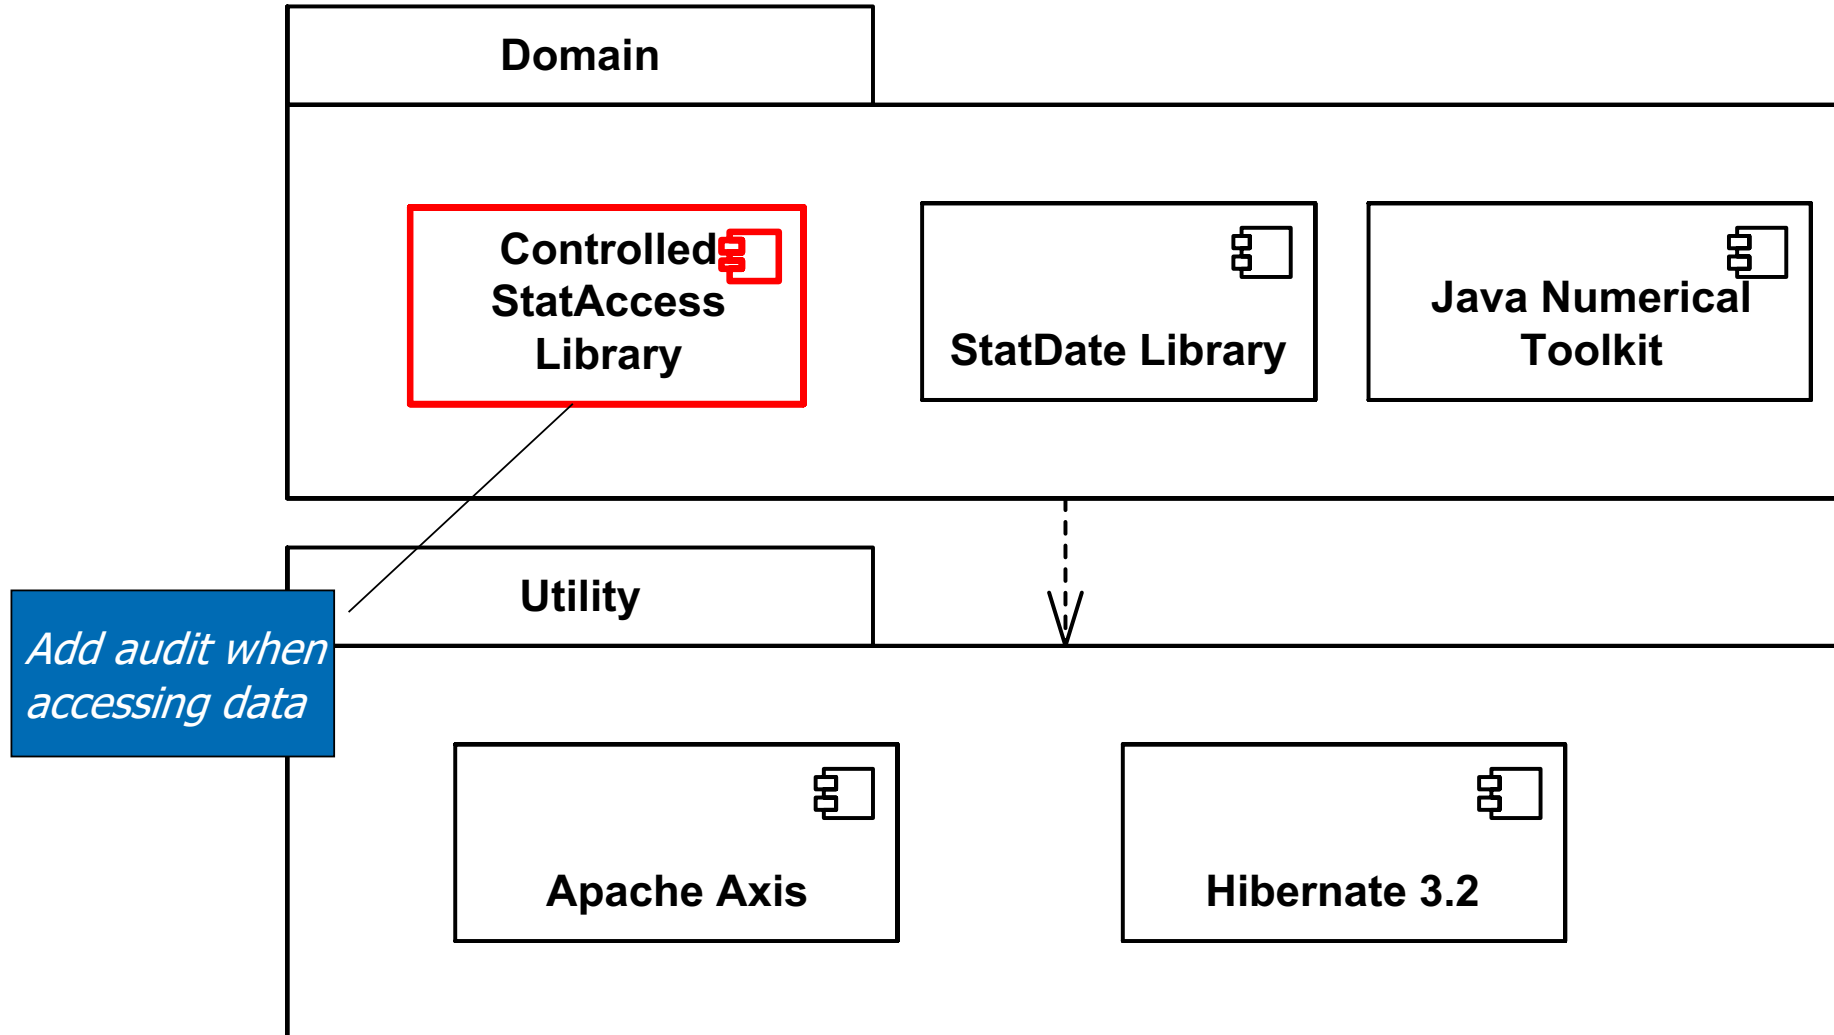 Domain
Controlled
StatAccess
Library
StatDate Library
Java Numerical
Toolkit
Utility
Add audit when
accessing data
Apache Axis
Hibernate 3.2